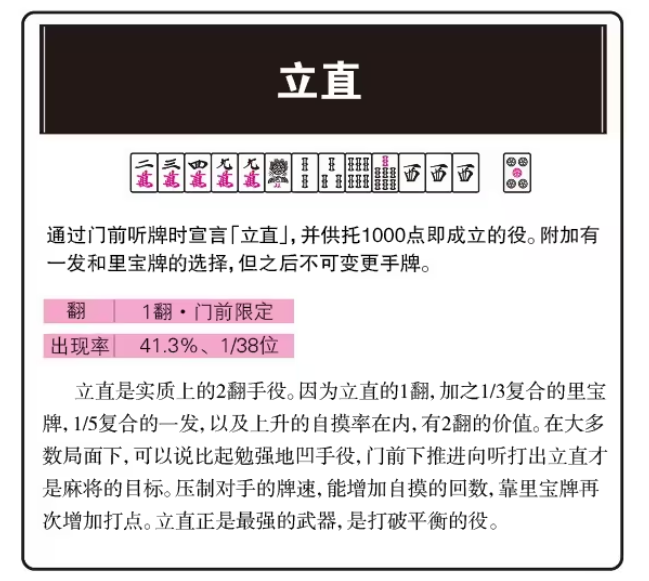 立直
二三四九九西西西
萬萬萬萬萬
通过门前听牌时宣言「立直」,并供托1000点即成立的役。附加有
一发和里宝牌的选择,但之后不可变更手牌。
翻 1翻·门前限定
出现率 41.3%、1/38位
立直是实质上的2翻手役。因为立直的1翻,加之1/3复合的里宝
牌,1/5复合的一发,以及上升的自摸率在内,有2翻的价值。在大多
数局面下,可以说比起勉强地凹手役,门前下推进向听打出立直才
是麻将的目标。压制对手的牌速,能增加自摸的回数,靠里宝牌再
次增加打点。立直正是最强的武器,是打破平衡的役。